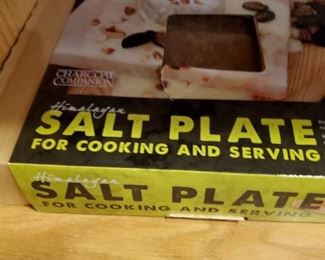 CHARCOAL
COMPANION
Himalayan
SALT PLATE
FOR COOKING AND SERVING
Himalayan
SALT PLATE
FOR COOKING AND SERVING